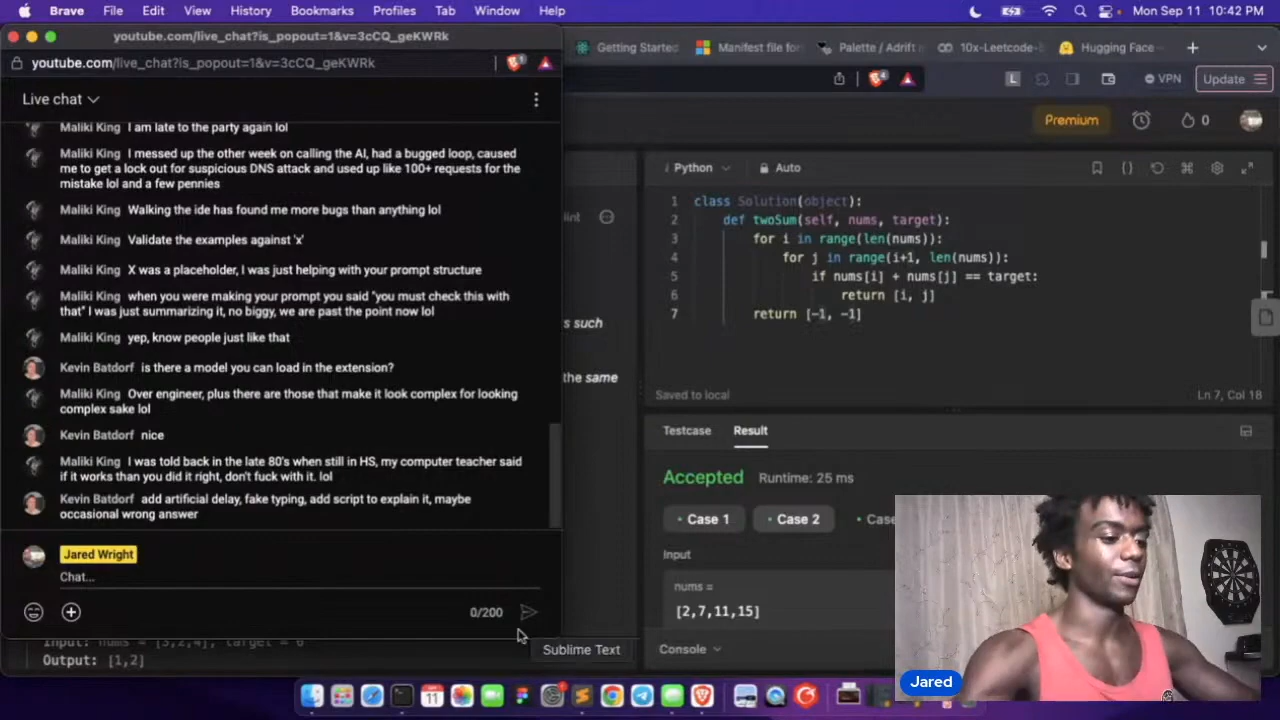 Brave File Edit View History Bookmarks Profiles Tab Window Help
Mon Sep 11 10:42 PM
youtube.com/live_chat?is_popout=1&v=3cCQ_geKWRk
Getting Started
Manifest file for
Palette / Adrift i
10x-Leetcode-
Hugging Face
youtube.com/live_chat?is_popout=1&v=3cCQ_geKWRk
L
VPN
Update
Live chat
Premium
0
Maliki King I am late to the party again lol
Maliki King I messed up the other week on calling the AI, had a bugged loop, caused
me to get a lock out for suspicious DNS attack and used up like 100+ requests for the
mistake lol and a few pennies
Maliki King Walking the ide has found me more bugs than anything lol
Maliki King Validate the examples against 'x'
Maliki King X was a placeholder, I was just helping with your prompt structure
Maliki King when you were making your prompt you said "you must check this with
that" I was just summarizing it, no biggy, we are past the point now lol
Maliki King yep, know people just like that
Kevin Batdorf is there a model you can load in the extension?
Maliki King Over engineer, plus there are those that make it look complex for looking
complex sake lol
Kevin Batdorf nice
Maliki King I was told back in the late 80's when still in HS, my computer teacher said
if it works than you did it right, don't fuck with it. lol
Kevin Batdorf add artificial delay, fake typing, add script to explain it, maybe
occasional wrong answer
Jared Wright
Chat...
0/200
Input: nums = [3,2,4], target = 6
Output: [1,2]
Sublime Text
such
the same
Python
Auto
1 class Solution(object):
2 def twoSum(self, nums, target):
3 for i in range(len(nums)):
4 for j in range(i+1, len(nums)):
5 if nums[i] + nums[j] == target:
6 return [i, j]
7 return [-1, -1]
Saved to local
Ln 7, Col 18
Testcase
Result
Accepted
Runtime: 25 ms
Case 1
Case 2
Input
nums =
[2,7,11,15]
Console
Jared
11